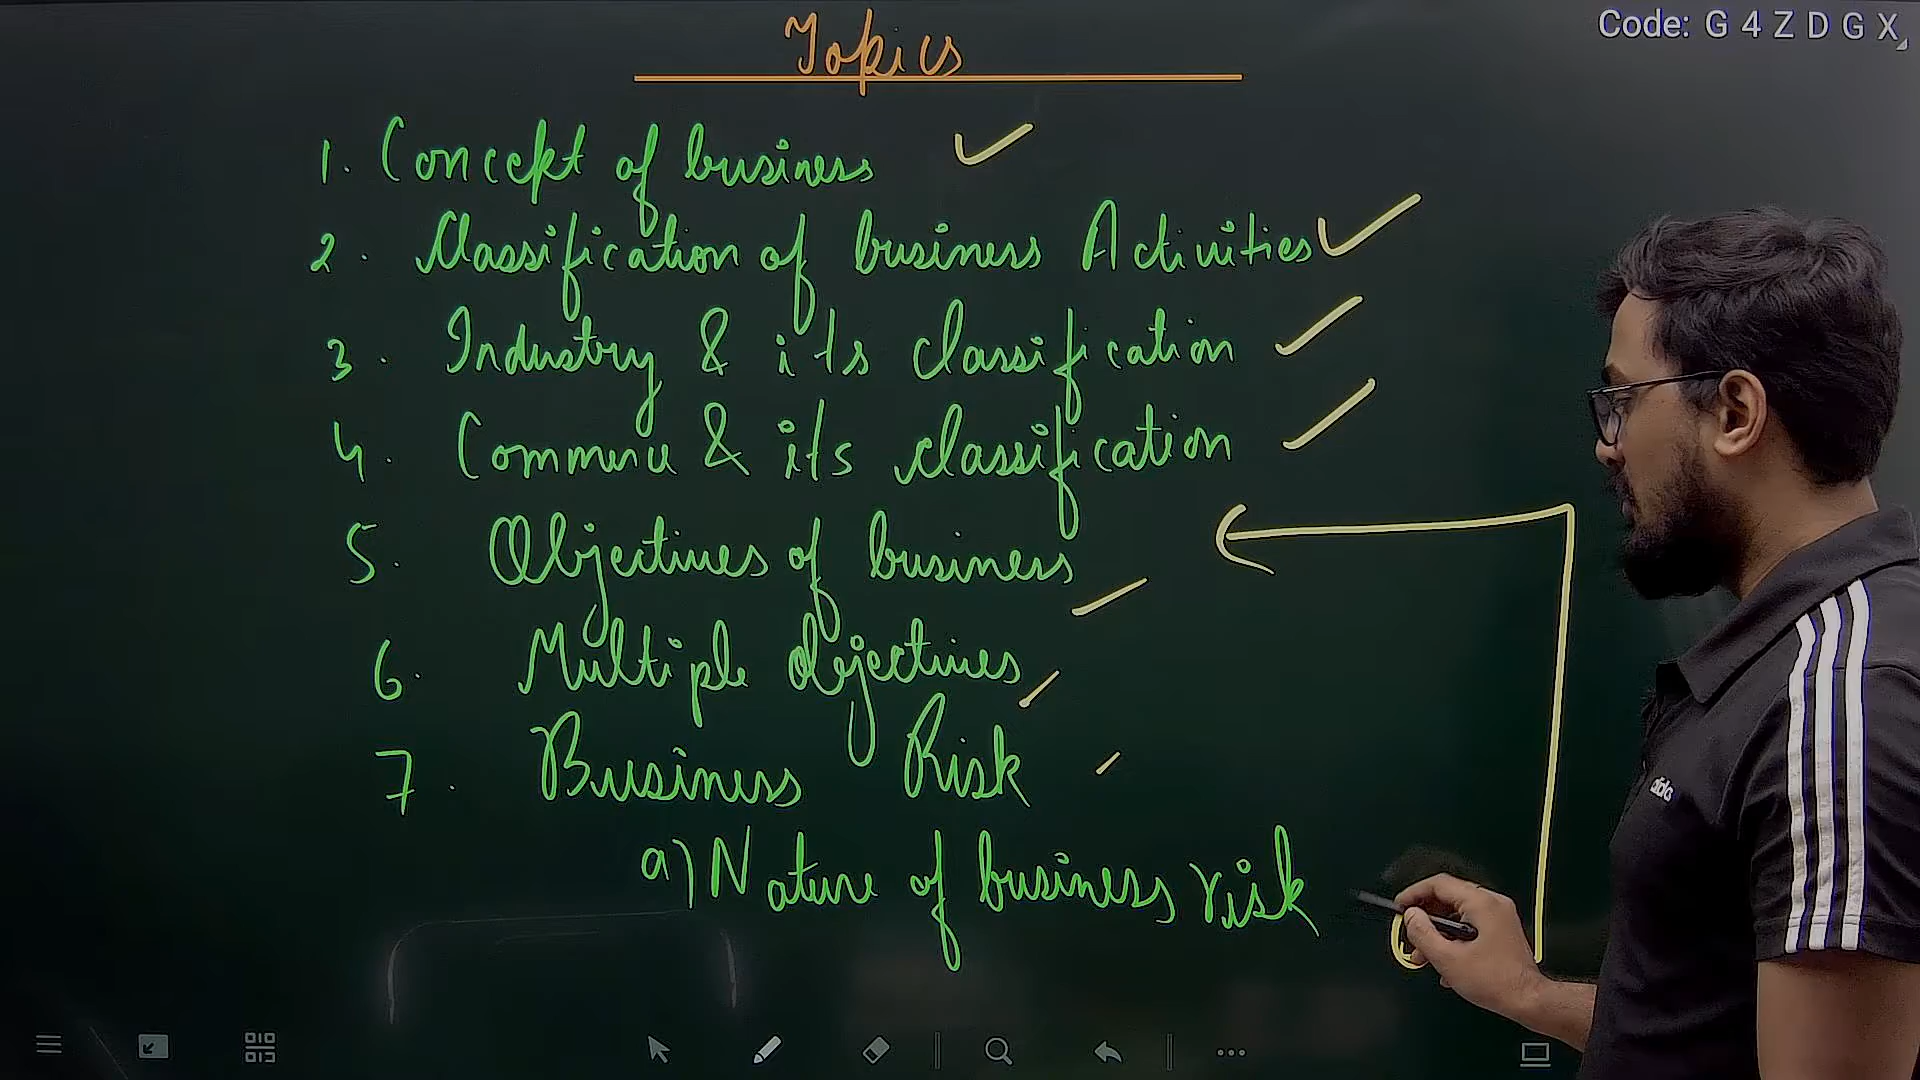 Code: G 4 Z D G X
Topics
1. Concept of business
2. Classification of business Activities
3. Industry & its classification
4. Commerce & its classification
5. Objectives of business
6. Multiple objectives
7. Business Risk
a) Nature of business risk
adidas